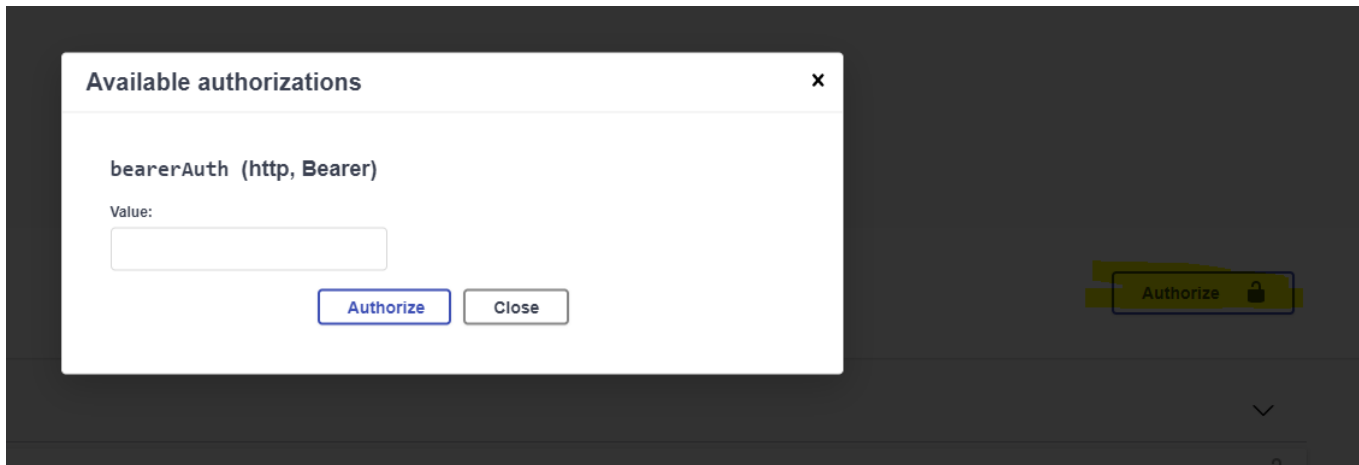 Available authorizations
bearerAuth (http, Bearer)
Value:
Authorize Close
Authorize